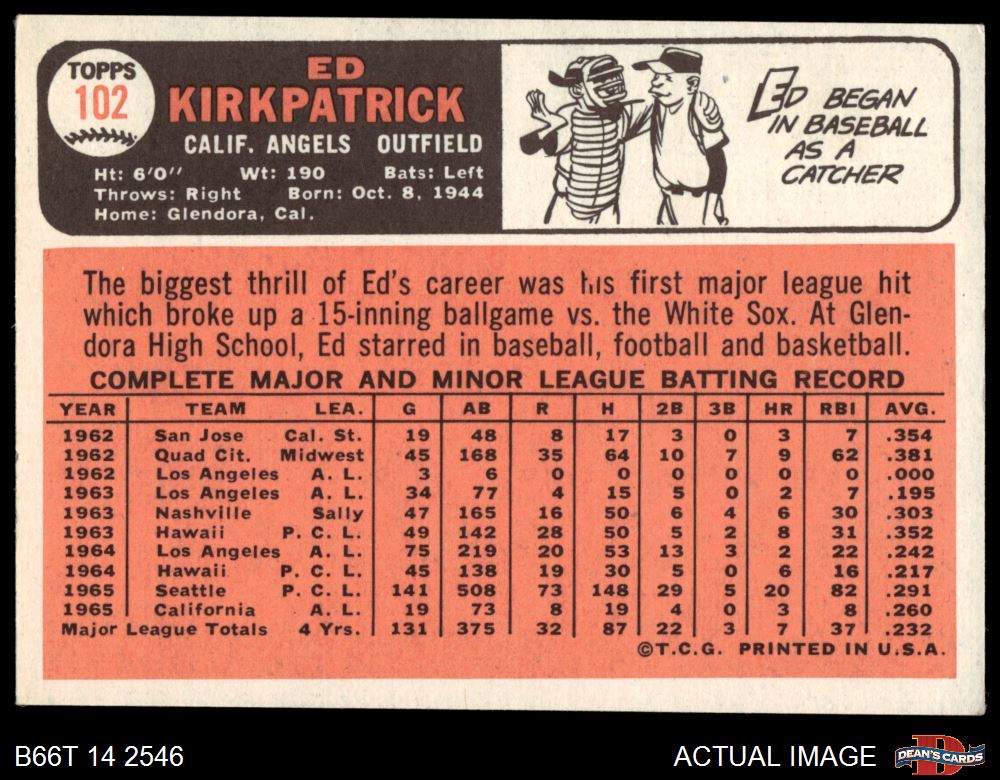 TOPPS
102
ED
KIRKPATRICK
CALIF. ANGELS OUTFIELD
Ht: 6'0" Wt: 190 Bats: Left
Throws: Right Born: Oct. 8, 1944
Home: Glendora, Cal.
ED BEGAN
IN BASEBALL
AS A
CATCHER
The biggest thrill of Ed's career was his first major league hit
which broke up a 15-inning ballgame vs. the White Sox. At Glen-
dora High School, Ed starred in baseball, football and basketball.
COMPLETE MAJOR AND MINOR LEAGUE BATTING RECORD
YEAR TEAM LEA. G AB R H 2B 3B HR RBI AVG.
1962 San Jose Cal. St. 19 48 8 17 3 0 3 7 .354
1962 Quad Cit. Midwest 45 168 35 64 10 7 9 62 .381
1962 Los Angeles A. L. 3 6 0 0 0 0 0 0 .000
1963 Los Angeles A. L. 34 77 4 15 5 0 2 7 .195
1963 Nashville Sally 47 165 16 50 6 4 6 30 .303
1963 Hawaii P. C. L. 49 142 28 50 5 2 8 31 .352
1964 Los Angeles A. L. 75 219 20 53 13 3 2 22 .242
1964 Hawaii P. C. L. 45 138 19 30 5 0 6 16 .217
1965 Seattle P. C. L. 141 508 73 148 29 5 20 82 .291
1965 California A. L. 19 73 8 19 4 0 3 8 .260
Major League Totals 4 Yrs. 131 375 32 87 22 3 7 37 .232
©T.C.G. PRINTED IN U.S.A.
B66T 14 2546
ACTUAL IMAGE
DEAN'S CARDS